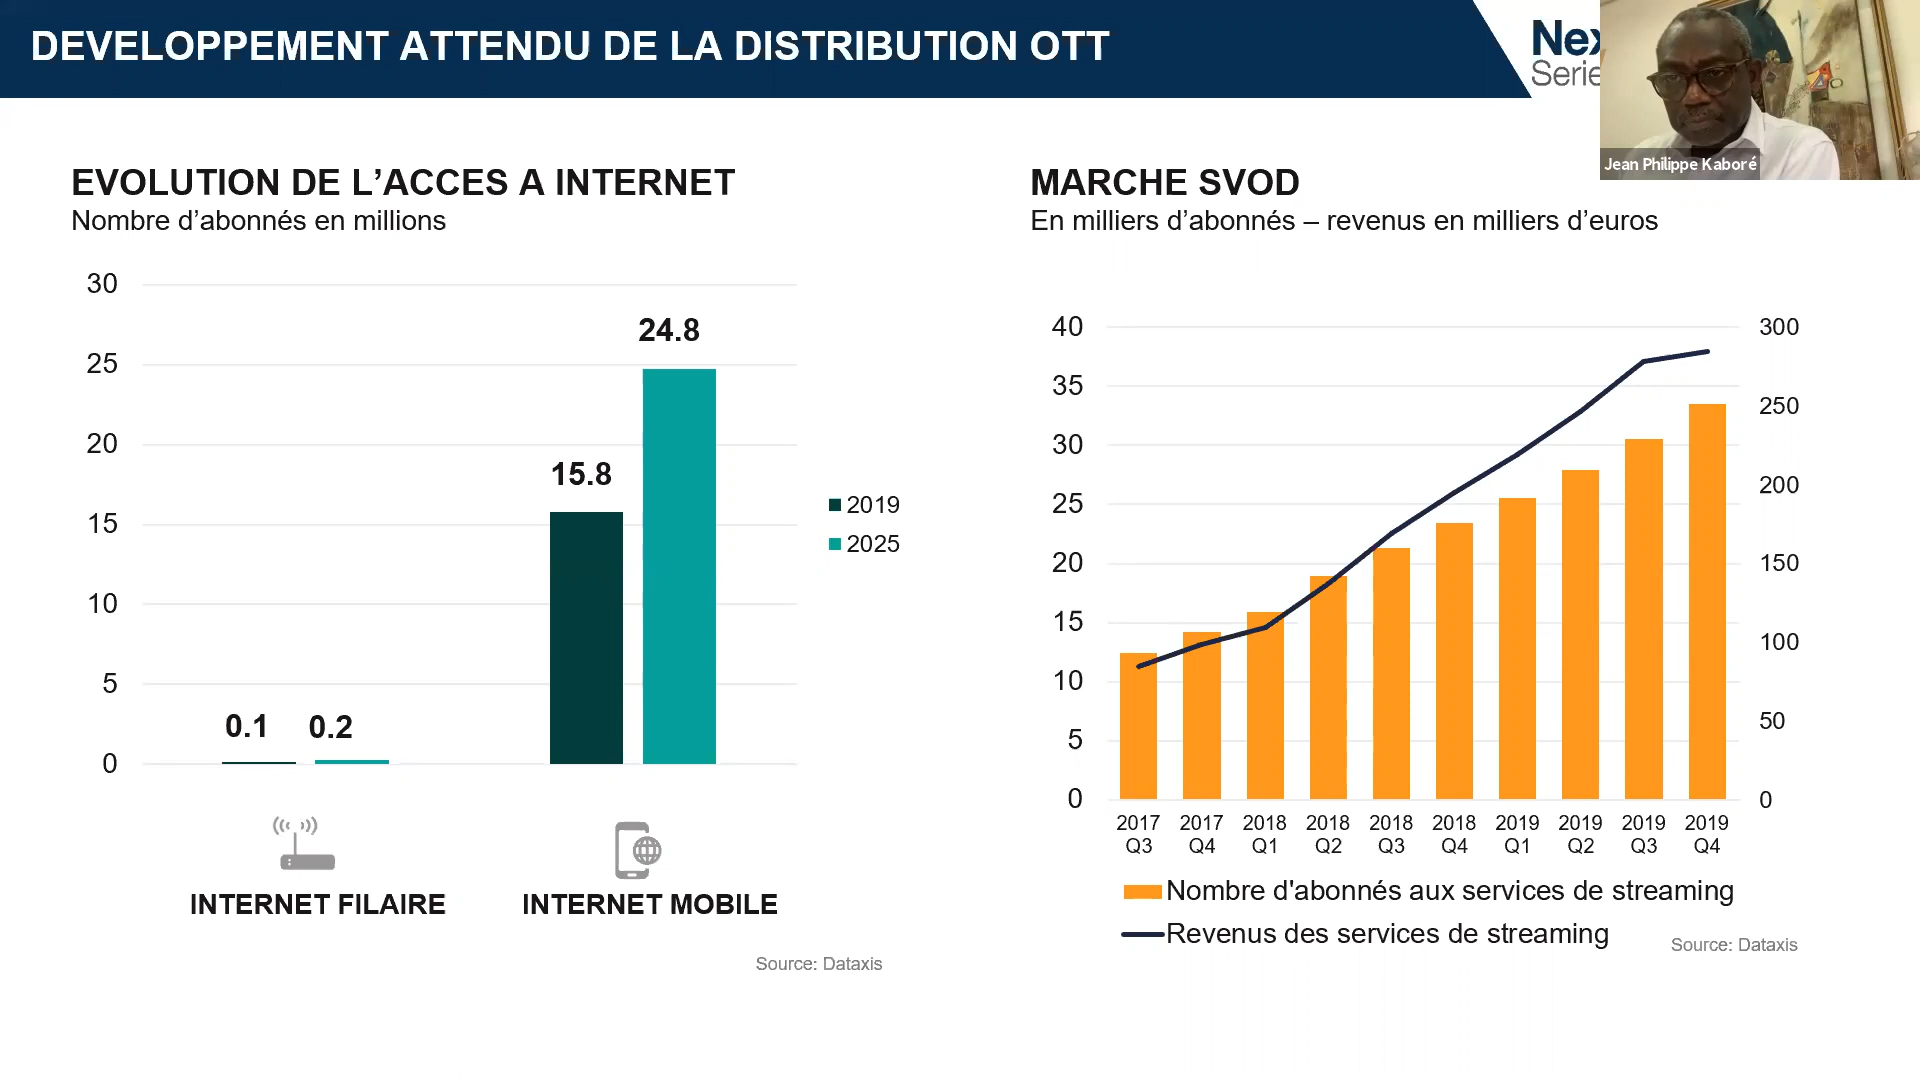 DEVELOPPEMENT ATTENDU DE LA DISTRIBUTION OTT
Jean Philippe Kaboré
EVOLUTION DE L’ACCES A INTERNET
Nombre d’abonnés en millions
30
25
20
15
10
5
0
0.1
0.2
15.8
24.8
2019
2025
INTERNET FILAIRE
INTERNET MOBILE
Source: Dataxis
MARCHE SVOD
En milliers d’abonnés – revenus en milliers d’euros
40
35
30
25
20
15
10
5
0
300
250
200
150
100
50
0
2017 Q3
2017 Q4
2018 Q1
2018 Q2
2018 Q3
2018 Q4
2019 Q1
2019 Q2
2019 Q3
2019 Q4
Nombre d'abonnés aux services de streaming
Revenus des services de streaming
Source: Dataxis